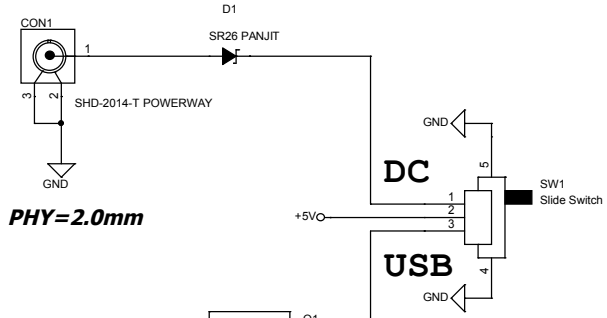 D1
CON1
SR26 PANJIT
1
3
2
SHD-2014-T POWERWAY
GND
GND
5
DC
PHY=2.0mm
1
SW1
+5V
2
Slide Switch
3
USB
4
GND